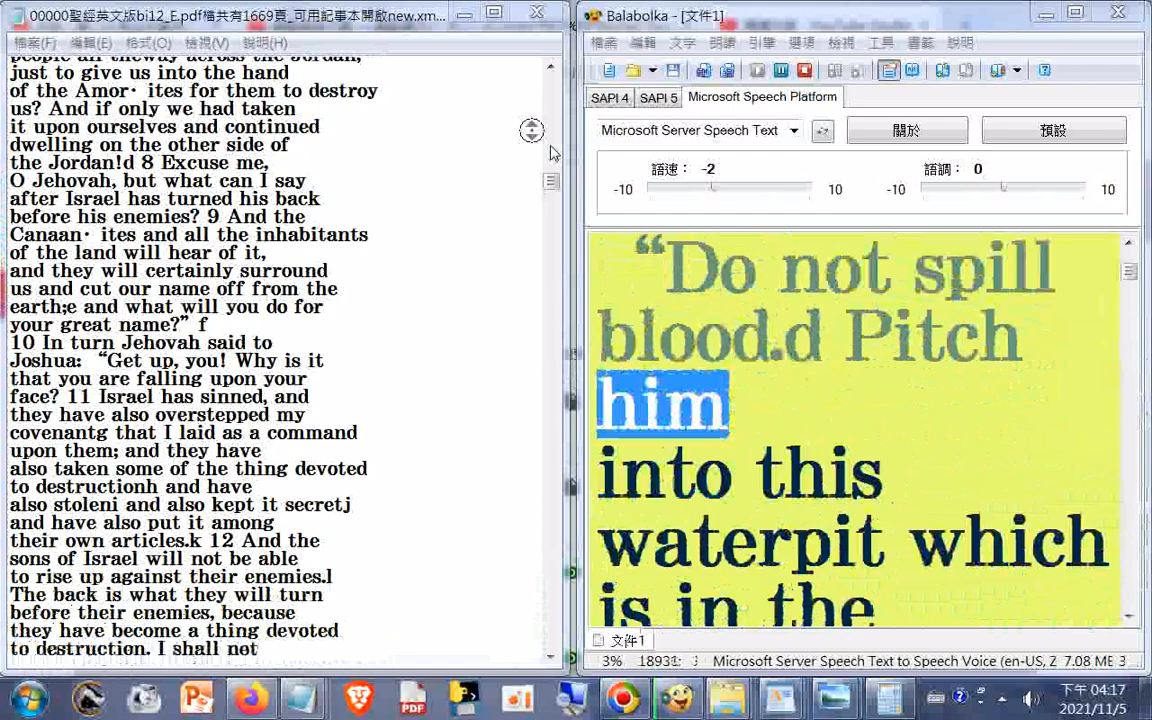 00000聖經英文版bi12_E.pdf檔共有1669頁_可用記事本開啟new.xm...
檔案(F) 編輯(E) 格式(O) 檢視(V) 說明(H)
people all theway across the Jordan,
just to give us into the hand
of the Amor· ites for them to destroy
us? And if only we had taken
it upon ourselves and continued
dwelling on the other side of
the Jordan!d 8 Excuse me,
O Jehovah, but what can I say
after Israel has turned his back
before his enemies? 9 And the
Canaan· ites and all the inhabitants
of the land will hear of it,
and they will certainly surround
us and cut our name off from the
earth;e and what will you do for
your great name?” f
10 In turn Jehovah said to
Joshua: “Get up, you! Why is it
that you are falling upon your
face? 11 Israel has sinned, and
they have also overstepped my
covenantg that I laid as a command
upon them; and they have
also taken some of the thing devoted
to destructionh and have
also stoleni and also kept it secretj
and have also put it among
their own articles.k 12 And the
sons of Israel will not be able
to rise up against their enemies.l
The back is what they will turn
before their enemies, because
they have become a thing devoted
to destruction. I shall not
Balabolka - [文件1]
檔案 編輯 文字 朗讀 引擎 選項 檢視 工具 書籤 說明
SAPI 4 SAPI 5 Microsoft Speech Platform
Microsoft Server Speech Text 關於 預設
語速： -2 語調： 0
-10 10 -10 10
“Do not spill
blood.d Pitch
him
into this
waterpit which
is in the
文件1
3% 18931: Microsoft Server Speech Text to Speech Voice (en-US, Z 7.08 MB
PDF
下午 04:17
2021/11/5